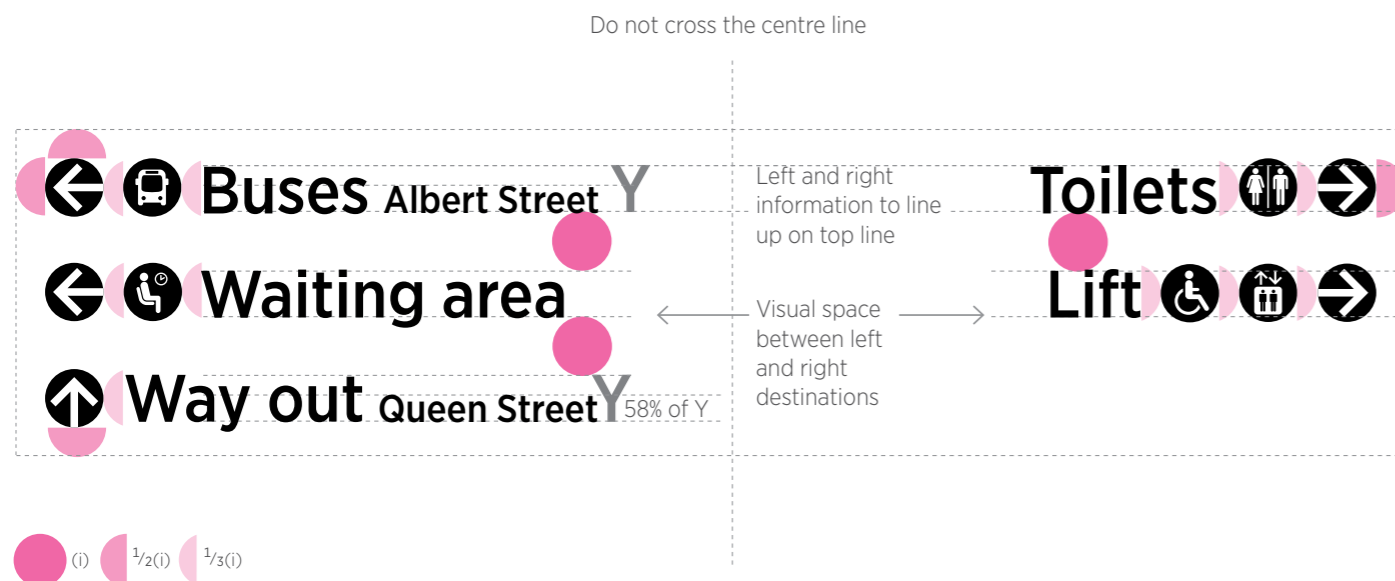 Do not cross the centre line
Buses Albert Street Y
Left and right
information to line
up on top line
Toilets
Waiting area
Visual space
between left
and right
destinations
Lift
Way out Queen Street Y 58% of Y
(i) 1/2(i) 1/3(i)